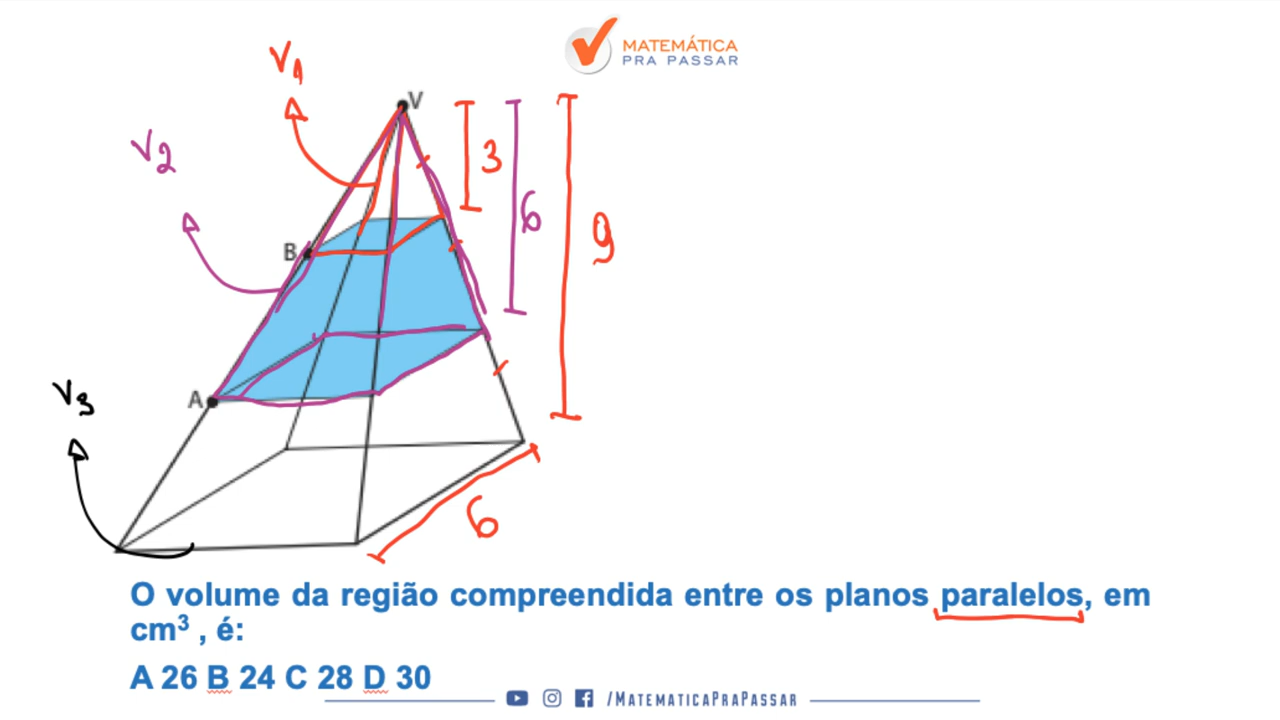 MATEMÁTICA
PRA PASSAR
V1
V
V2
3
6
9
B
A
V3
6
O volume da região compreendida entre os planos paralelos, em
cm³ , é:
A 26 B 24 C 28 D 30
/MATEMATICAPRAPASSAR